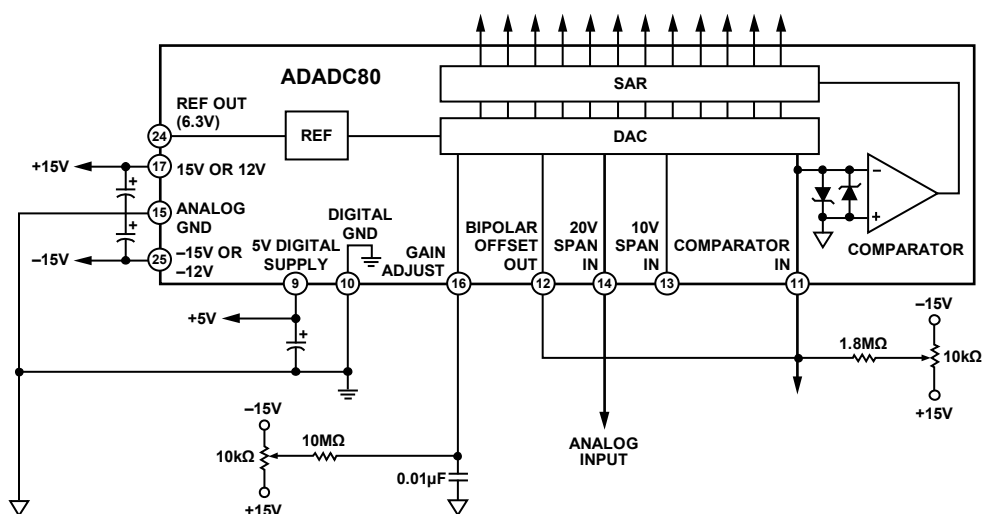 ADADC80
SAR
REF OUT
(6.3V)
REF
DAC
24
+15V
17
15V OR 12V
15
ANALOG
GND
–15V
25
–15V OR
–12V
5V DIGITAL
SUPPLY
DIGITAL
GND
GAIN
ADJUST
BIPOLAR
OFFSET
OUT
20V
SPAN
IN
10V
SPAN
IN
COMPARATOR
IN
–
+
COMPARATOR
9
10
16
12
14
13
11
+5V
+
+
+
–15V
1.8MΩ
10kΩ
+15V
–15V
10kΩ
10MΩ
+15V
0.01µF
ANALOG
INPUT